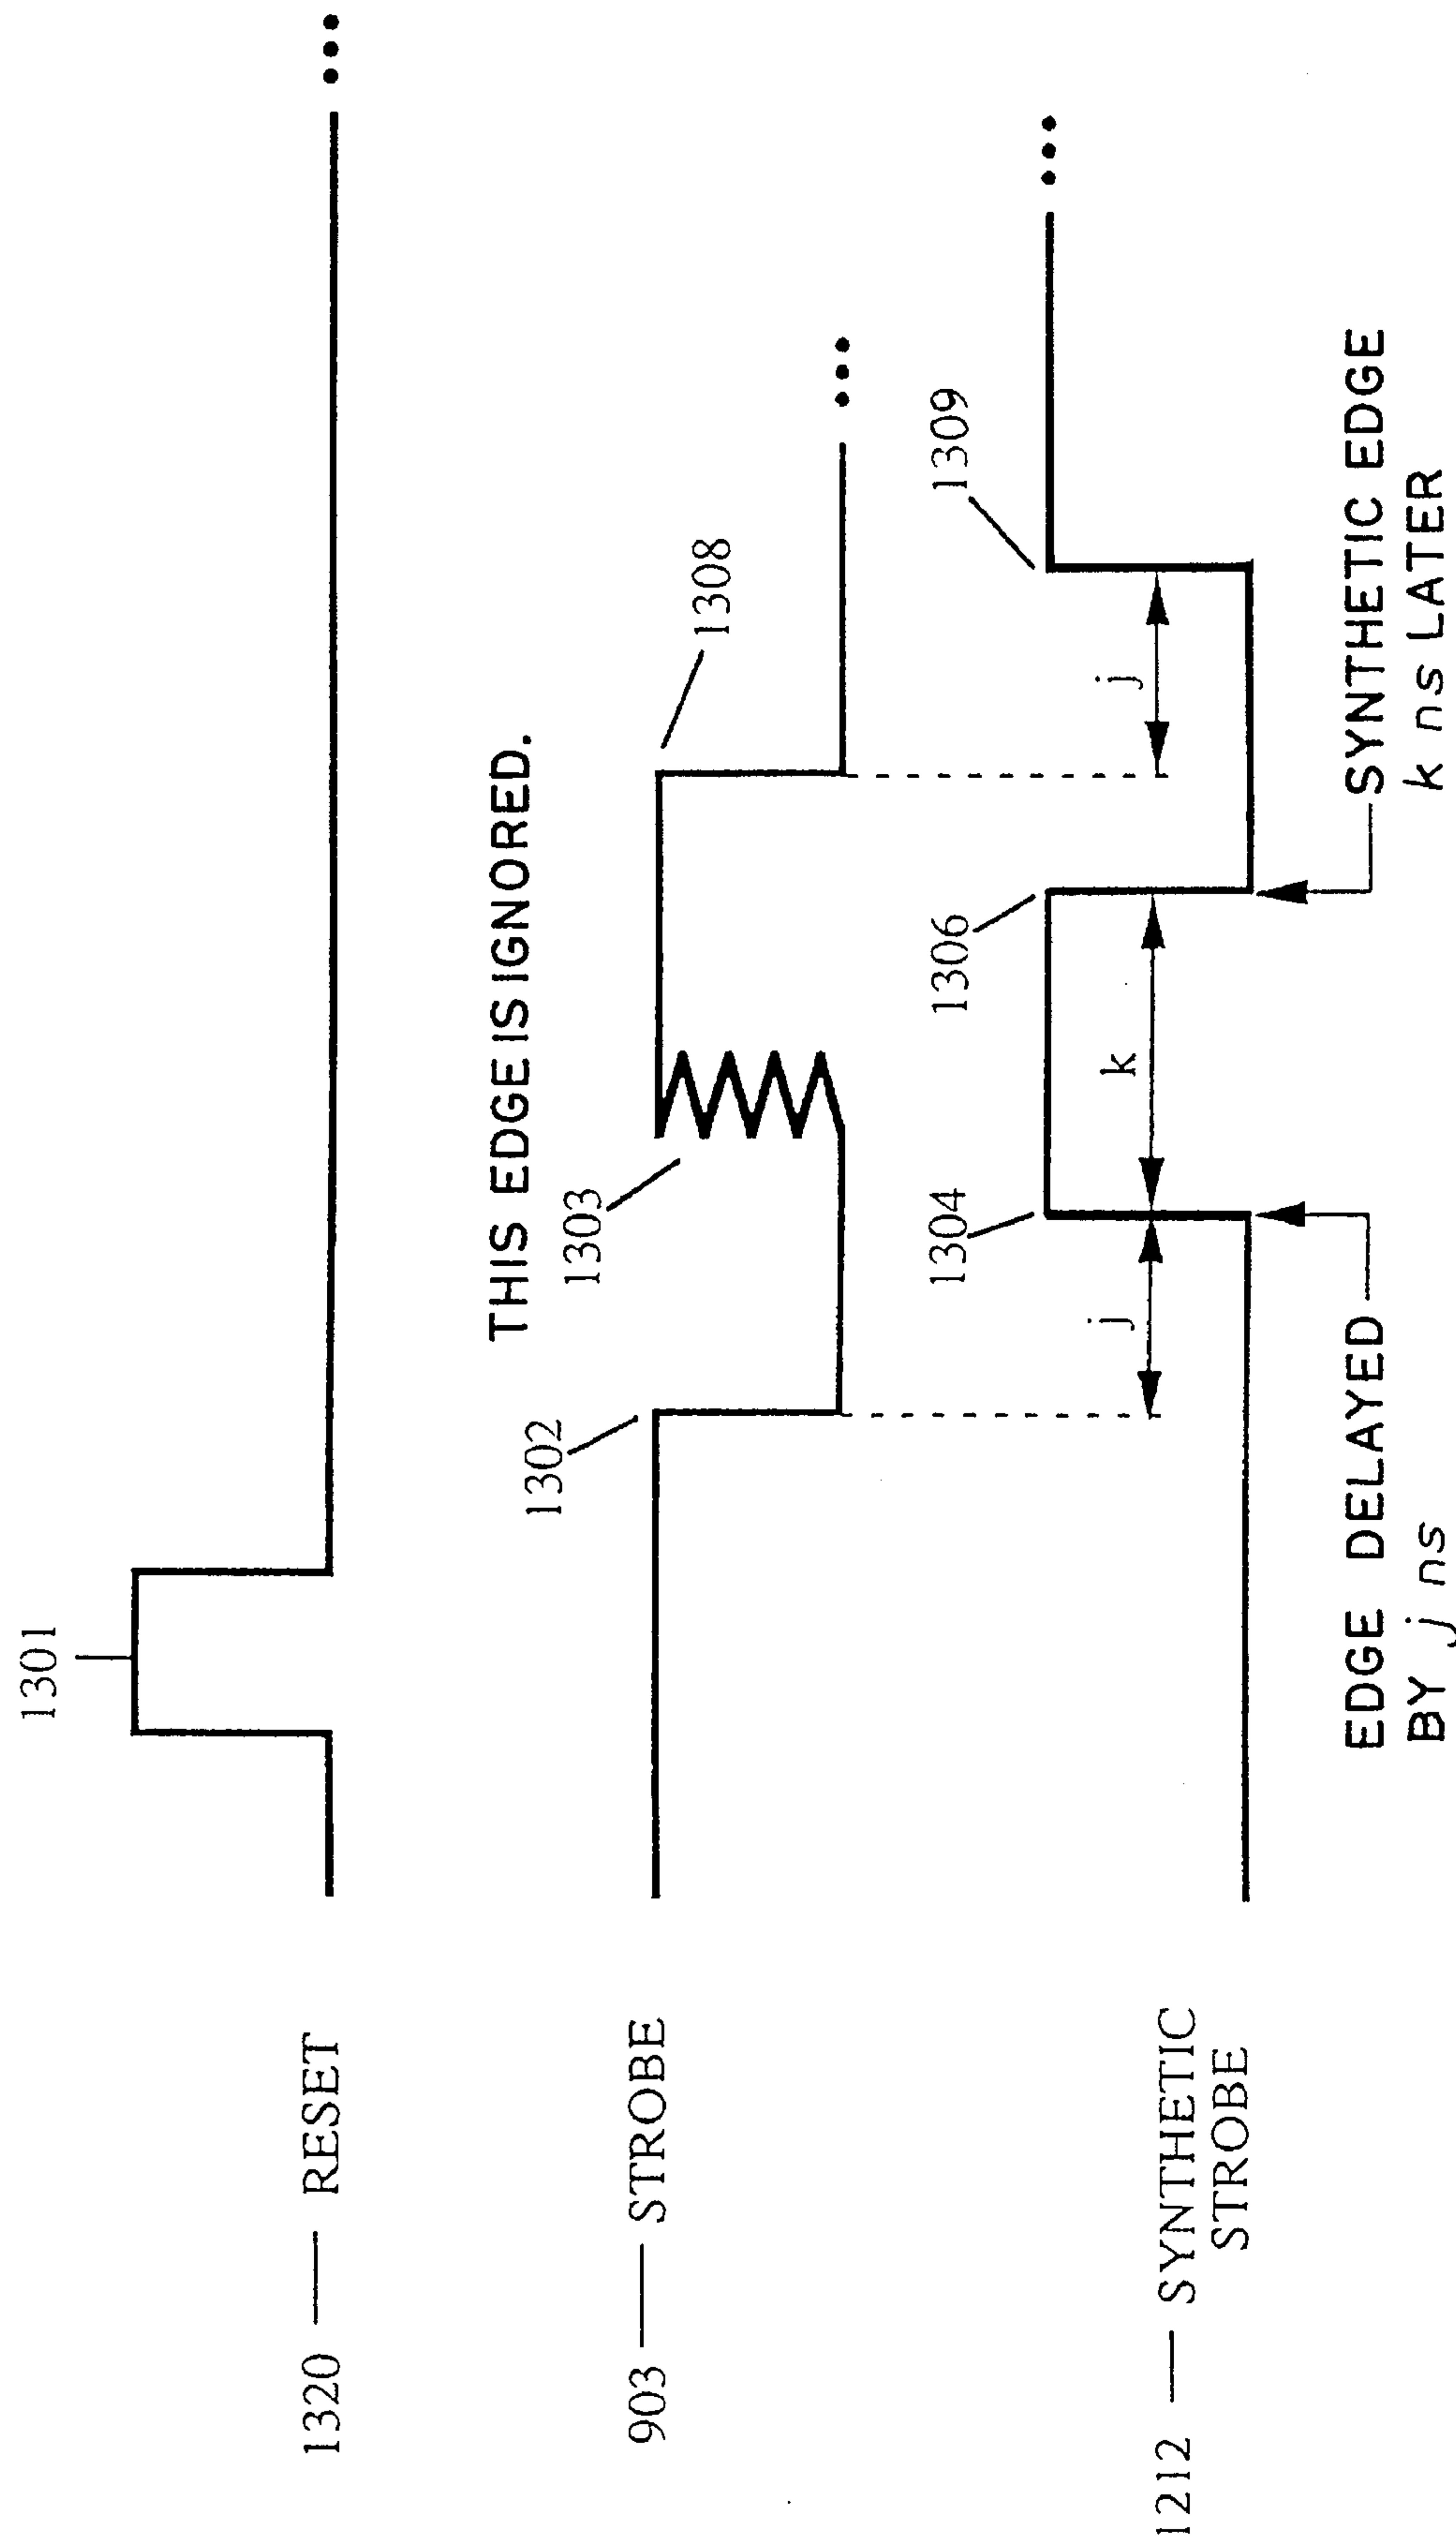 1301
1320 — RESET
THIS EDGE IS IGNORED.
1302
1303
1308
903 — STROBE
1304
1306
1309
j
k
j
1212 — SYNTHETIC
STROBE
EDGE DELAYED
BY j ns
SYNTHETIC EDGE
k ns LATER